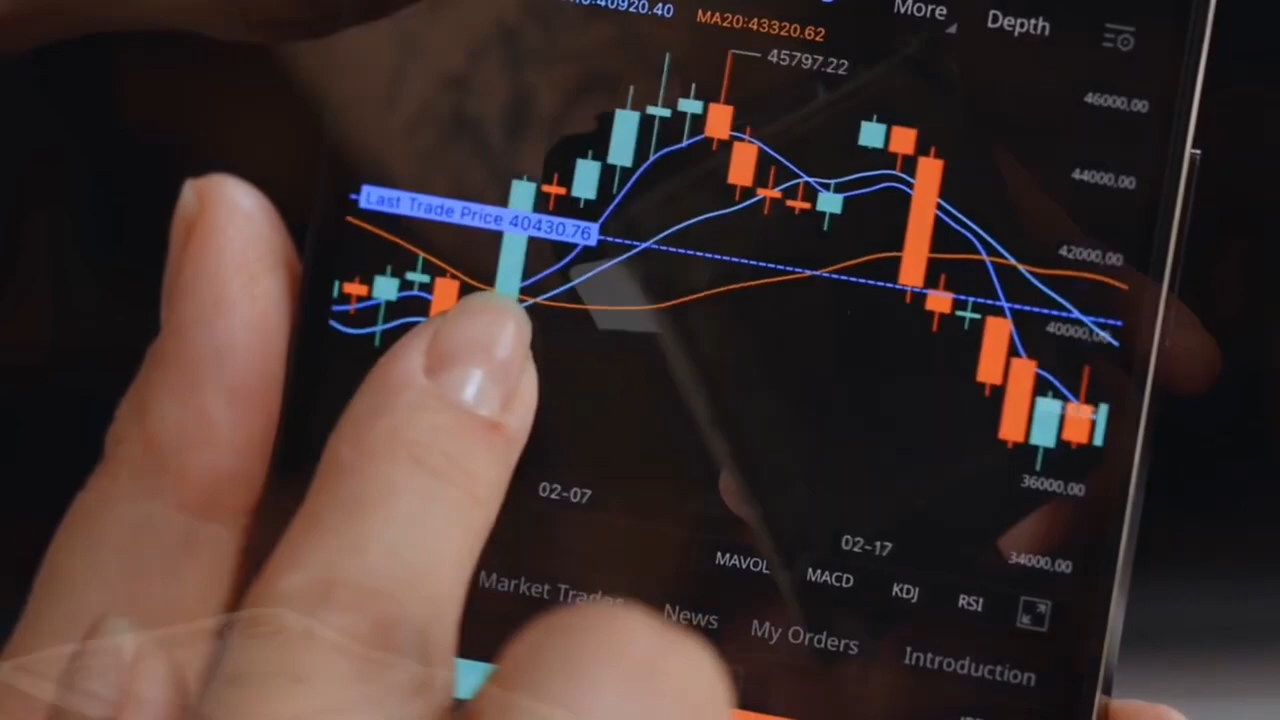 40920.40
MA20:43320.62
More
Depth
45797.22
46000,00
44000,00
Last Trade Price 40430.76
42000,00
40000,00
36000,00
02-07
02-17
34000,00
MAVOL
MACD
KDJ
RSI
Market Trades
News
My Orders
Introduction